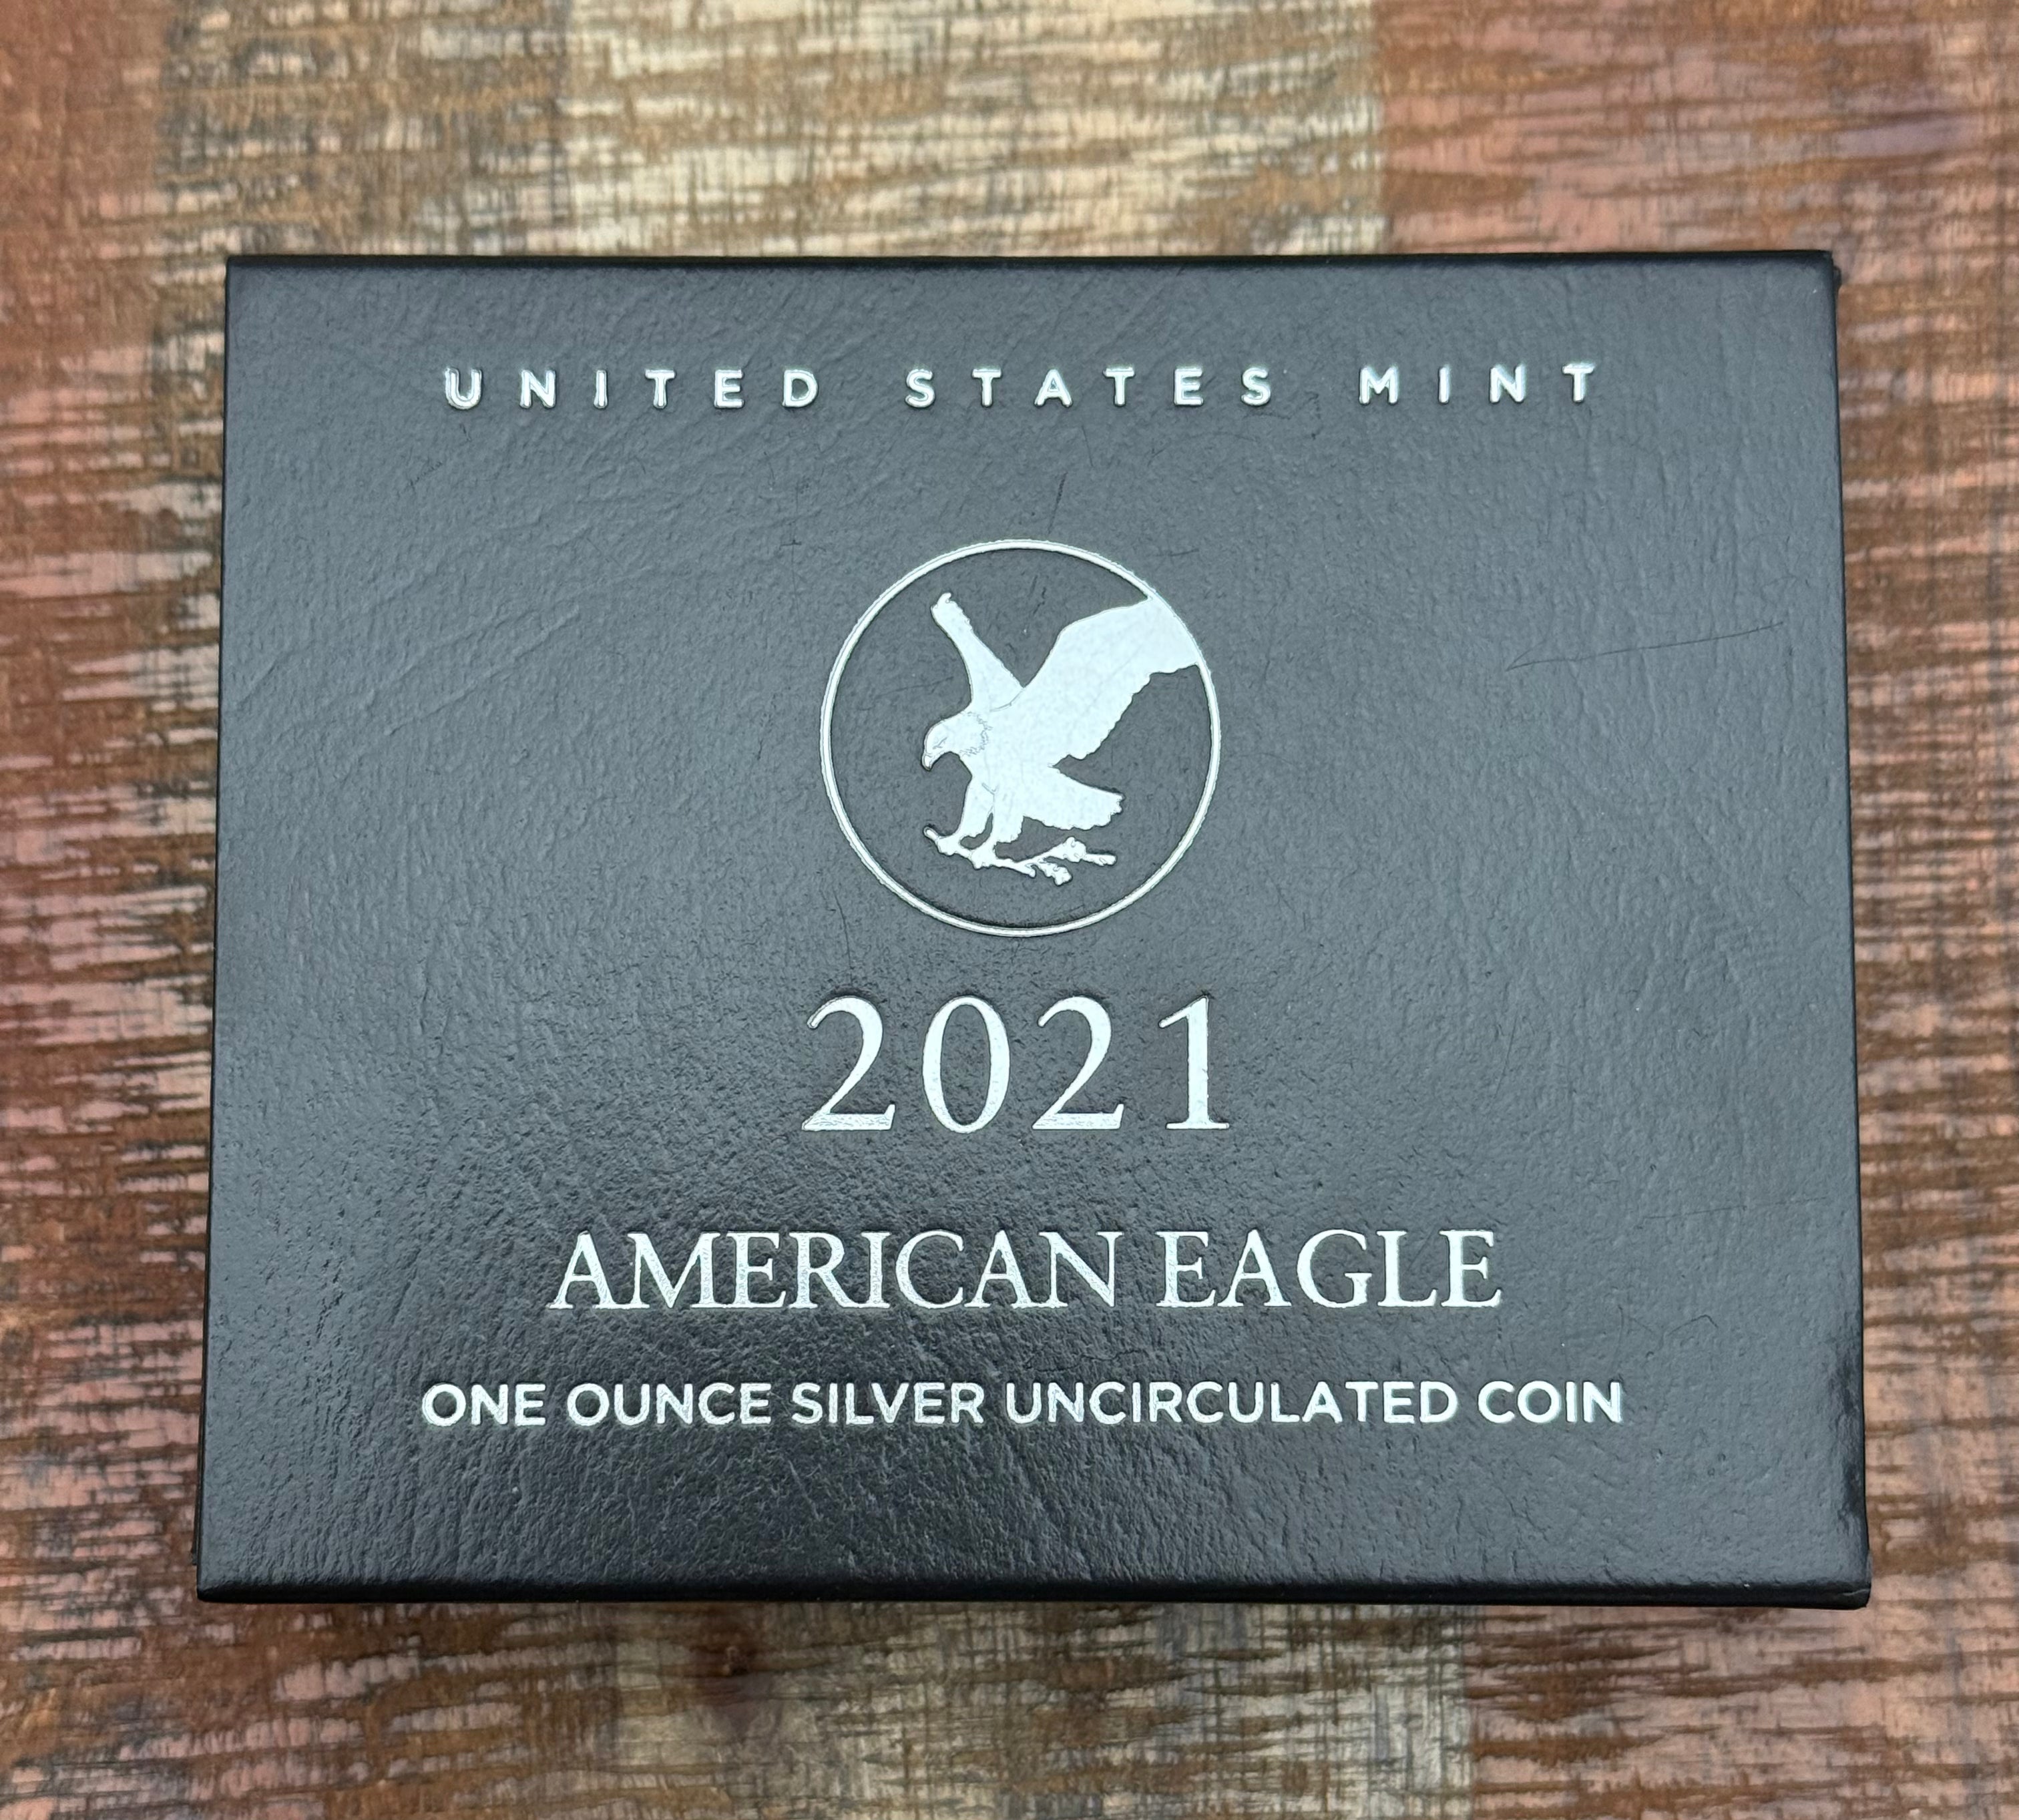 UNITED STATES MINT
2021
AMERICAN EAGLE
ONE OUNCE SILVER UNCIRCULATED COIN